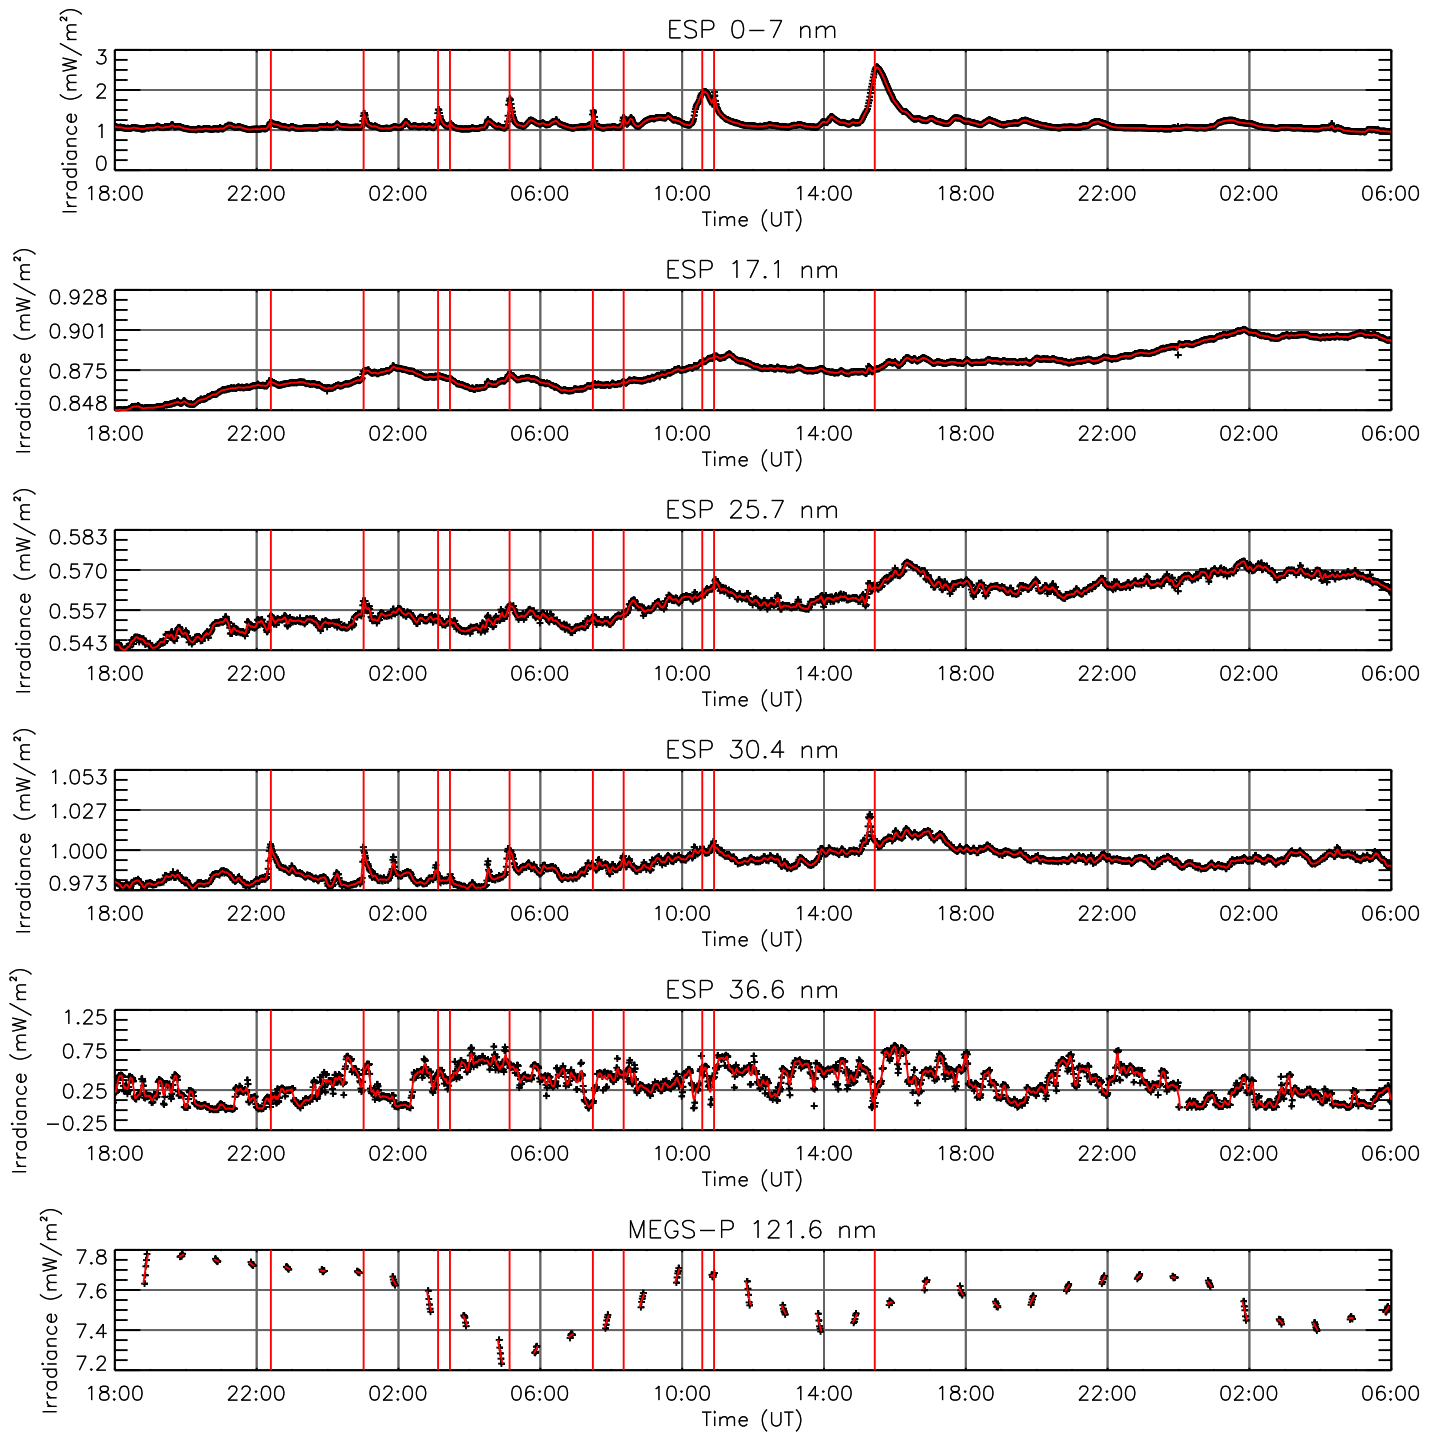 ESP 0-7 nm
Irradiance (mW/m²)
3
2
1
0
18:00 22:00 02:00 06:00 10:00 14:00 18:00 22:00 02:00 06:00
Time (UT)
ESP 17.1 nm
Irradiance (mW/m²)
0.928
0.901
0.875
0.848
18:00 22:00 02:00 06:00 10:00 14:00 18:00 22:00 02:00 06:00
Time (UT)
ESP 25.7 nm
Irradiance (mW/m²)
0.583
0.570
0.557
0.543
18:00 22:00 02:00 06:00 10:00 14:00 18:00 22:00 02:00 06:00
Time (UT)
ESP 30.4 nm
Irradiance (mW/m²)
1.053
1.027
1.000
0.973
18:00 22:00 02:00 06:00 10:00 14:00 18:00 22:00 02:00 06:00
Time (UT)
ESP 36.6 nm
Irradiance (mW/m²)
1.25
0.75
0.25
-0.25
18:00 22:00 02:00 06:00 10:00 14:00 18:00 22:00 02:00 06:00
Time (UT)
MEGS-P 121.6 nm
Irradiance (mW/m²)
7.8
7.6
7.4
7.2
18:00 22:00 02:00 06:00 10:00 14:00 18:00 22:00 02:00 06:00
Time (UT)